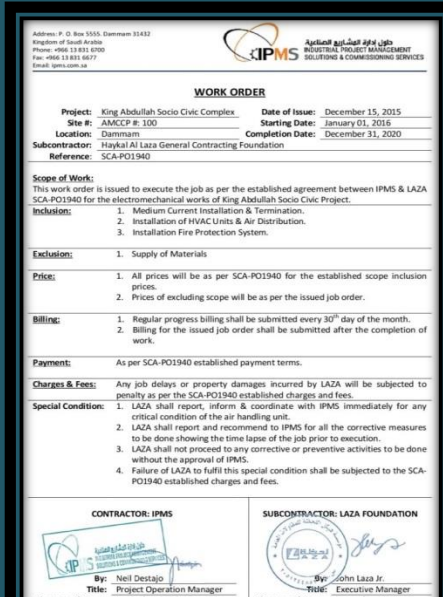 Address: P. O. Box 5555. Dammam 31432
Kingdom of Saudi Arabia
Phone: +966 13 831 6700
Fax: +966 13 831 6677
Email: ipms.com.sa
IPMS
حلول إدارة المشاريع الصناعية
INDUSTRIAL PROJECT MANAGEMENT
SOLUTIONS & COMMISSIONING SERVICES
WORK ORDER
Project: King Abdullah Socio Civic Complex Date of Issue: December 15, 2015
Site #: AMCCP #: 100 Starting Date: January 01, 2016
Location: Dammam Completion Date: December 31, 2020
Subcontractor: Haykal Al Laza General Contracting Foundation
Reference: SCA-PO1940
Scope of Work:
This work order is issued to execute the job as per the established agreement between IPMS & LAZA
SCA-PO1940 for the electromechanical works of King Abdullah Socio Civic Project.
Inclusion: 1. Medium Current Installation & Termination.
2. Installation of HVAC Units & Air Distribution.
3. Installation Fire Protection System.
Exclusion: 1. Supply of Materials
Price: 1. All prices will be as per SCA-PO1940 for the established scope inclusion
prices.
2. Prices of excluding scope will be as per the issued job order.
Billing: 1. Regular progress billing shall be submitted every 30th day of the month.
2. Billing for the issued job order shall be submitted after the completion of
work.
Payment: As per SCA-PO1940 established payment terms.
Charges & Fees: Any job delays or property damages incurred by LAZA will be subjected to
penalty as per the SCA-PO1940 established charges and fees.
Special Condition: 1. LAZA shall report, inform & coordinate with IPMS immediately for any
critical condition of the air handling unit.
2. LAZA shall report and recommend to IPMS for all the corrective measures
to be done showing the time lapse of the job prior to execution.
3. LAZA shall not proceed to any corrective or preventive activities to be done
without the approval of IPMS.
4. Failure of LAZA to fulfil this special condition shall be subjected to the SCA-
PO1940 established charges and fees.
CONTRACTOR: IPMS SUBCONTRACTOR: LAZA FOUNDATION
By: Neil Destajo By: John Laza Jr.
Title: Project Operation Manager Title: Executive Manager